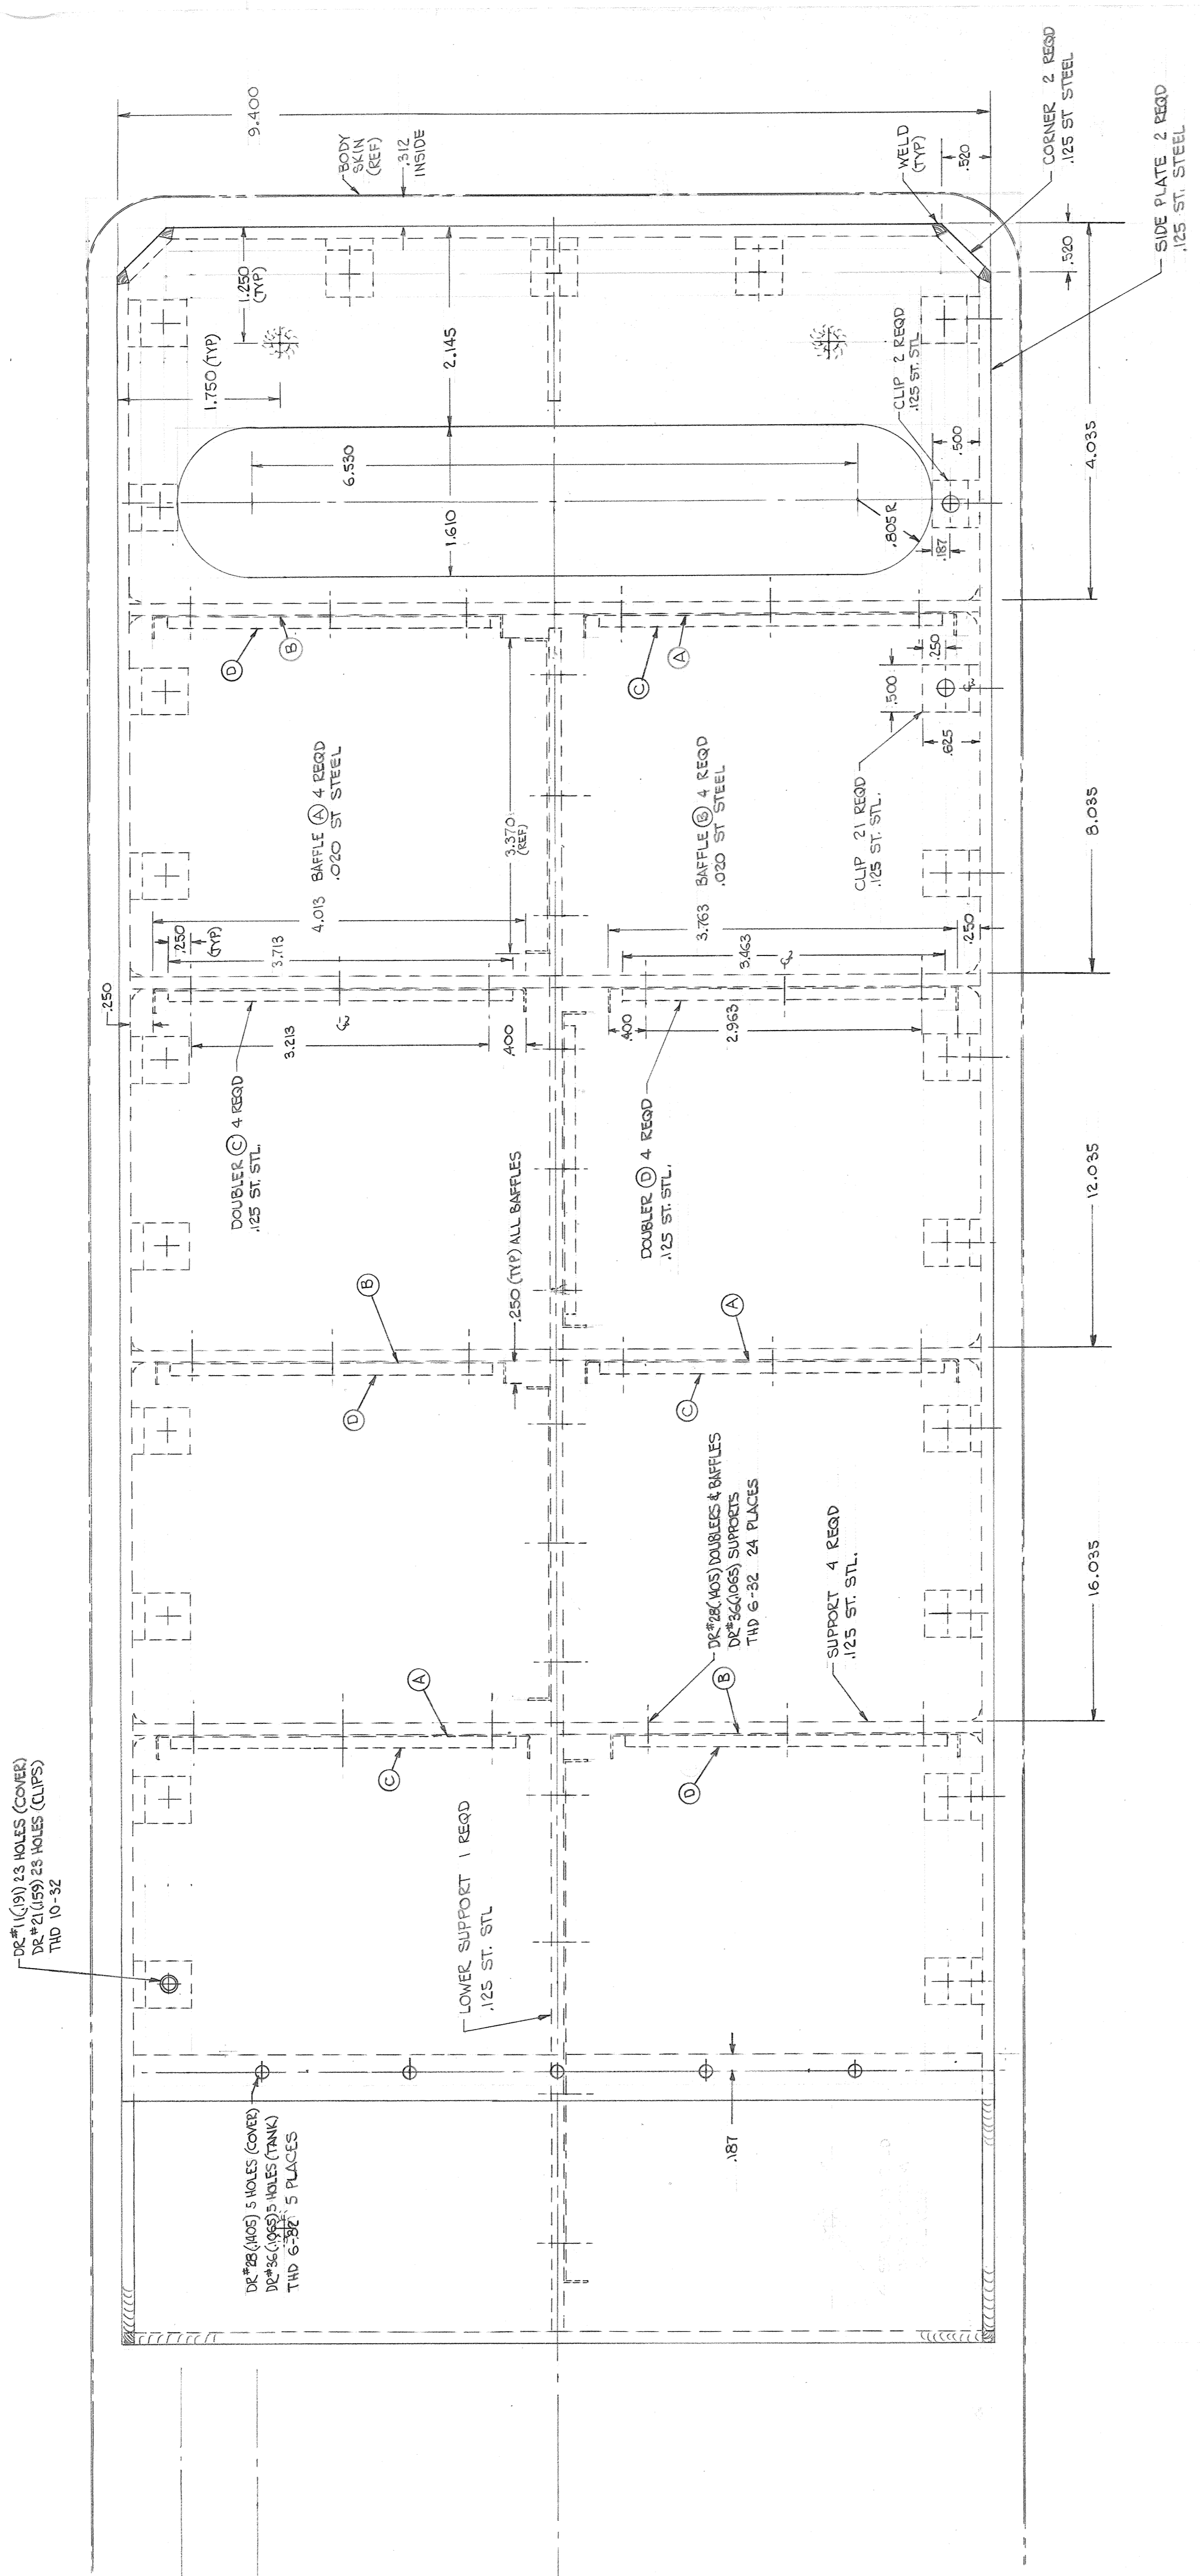 9.400
BODY
SKIN
(REF)
.312
INSIDE
WELD
(TYP)
.520
CORNER 2 REQD
.125 ST STEEL
SIDE PLATE 2 REQD
.125 ST. STEEL
.520
1.250
(TYP)
1.750 (TYP)
2.145
CLIP 2 REQD
.125 ST. STL
.500
4.035
6.530
1.610
.805R
.187
D
B
C
A
.250
.500
.625
CLIP 21 REQD
.125 ST. STL.
BAFFLE A 4 REQD
.020 ST STEEL
3.370
(REF)
BAFFLE B 4 REQD
.020 ST STEEL
8.035
4.013
.250
(TYP)
3.713
3.763
3.463
.250
.250
3.213
.400
.400
2.963
DOUBLER C 4 REQD
.125 ST. STL.
.250 (TYP) ALL BAFFLES
DOUBLER D 4 REQD
.125 ST. STL.
12.035
B
D
A
C
DR #28(.1405) DOUBLERS & BAFFLES
DR #36(.1065) SUPPORTS
THD 6-32 24 PLACES
SUPPORT 4 REQD
.125 ST. STL.
16.035
A
C
B
D
DR #11(.191) 23 HOLES (COVER)
DR #21(.159) 23 HOLES (CLIPS)
THD 10-32
LOWER SUPPORT 1 REQD
.125 ST. STL
DR #28(.1405) 5 HOLES (COVER)
DR #36(.1065) 5 HOLES (TANK)
THD 6-32 5 PLACES
.187